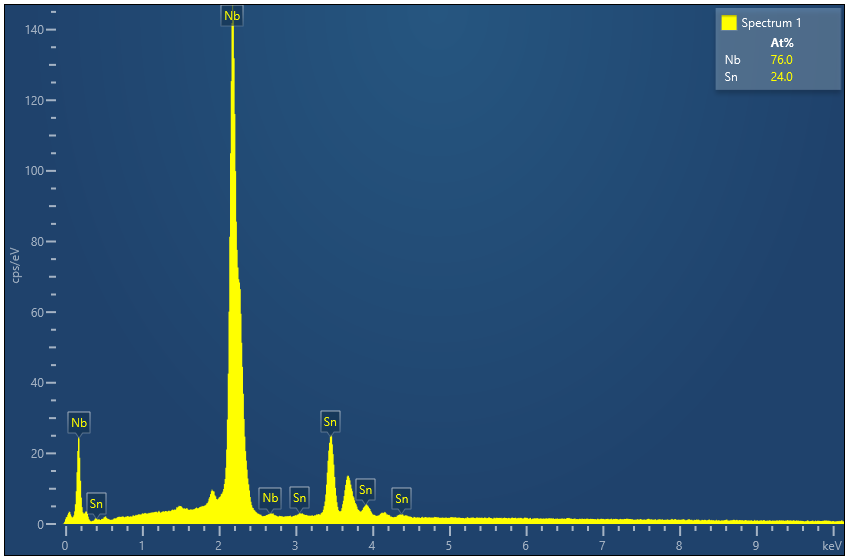 Nb
Spectrum 1
At%
Nb 76.0
Sn 24.0
140
120
100
80
cps/eV
60
40
Nb
Sn
20
Sn
Nb
Sn
Sn
Sn
0
0 1 2 3 4 5 6 7 8 9 keV